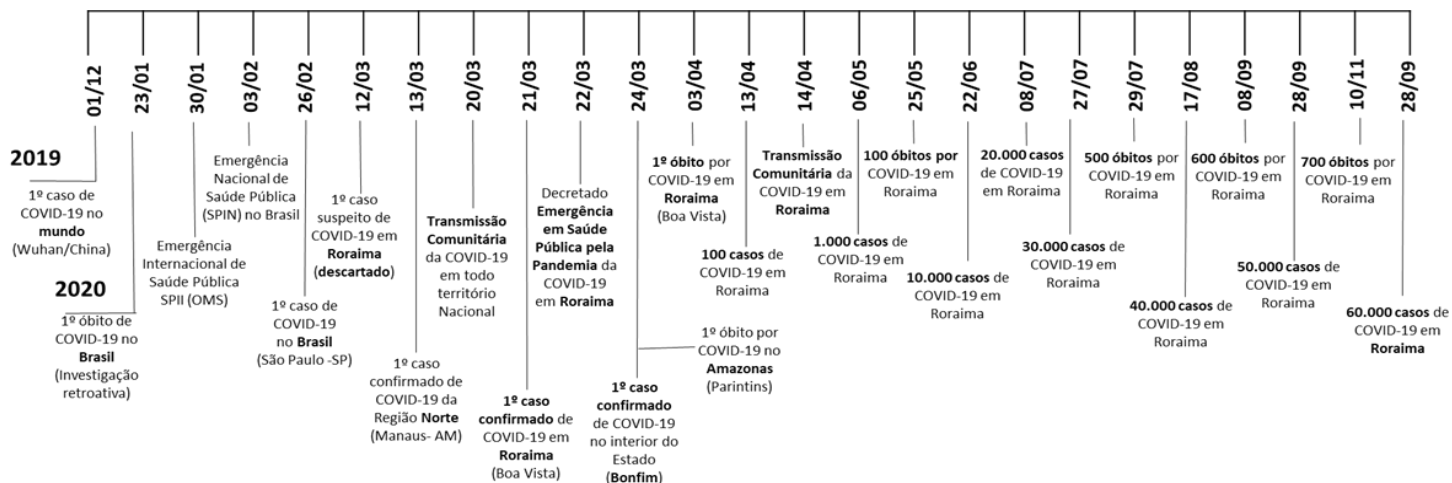 01/12
23/01
30/01
03/02
26/02
12/03
13/03
20/03
21/03
22/03
24/03
03/04
13/04
14/04
06/05
25/05
22/06
08/07
27/07
29/07
17/08
08/09
28/09
10/11
28/09
2019
1º caso de
COVID-19 no
mundo
(Wuhan/China)
2020
1º óbito de
COVID-19 no
Brasil
(Investigação
retroativa)
Emergência
Internacional de
Saúde Pública
SPII (OMS)
Emergência
Nacional de
Saúde Pública
(SPIN) no Brasil
1º caso de
COVID-19
no Brasil
(São Paulo -SP)
1º caso
suspeito de
COVID-19 em
Roraima
(descartado)
1º caso
confirmado de
COVID-19 da
Região Norte
(Manaus- AM)
Transmissão
Comunitária
da COVID-19
em todo
território
Nacional
1º caso
confirmado de
COVID-19 em
Roraima
(Boa Vista)
Decretado
Emergência
em Saúde
Pública pela
Pandemia da
COVID-19
em Roraima
1º caso
confirmado
de COVID-19
no interior do
Estado
(Bonfim)
1º óbito por
COVID-19 no
Amazonas
(Parintins)
1º óbito por
COVID-19 em
Roraima
(Boa Vista)
100 casos de
COVID-19 em
Roraima
Transmissão
Comunitária da
COVID-19 em
Roraima
1.000 casos de
COVID-19 em
Roraima
100 óbitos por
COVID-19 em
Roraima
10.000 casos de
COVID-19 em
Roraima
20.000 casos
de COVID-19
em Roraima
30.000 casos de
COVID-19 em
Roraima
500 óbitos por
COVID-19 em
Roraima
40.000 casos de
COVID-19 em
Roraima
600 óbitos por
COVID-19 em
Roraima
50.000 casos de
COVID-19 em
Roraima
700 óbitos por
COVID-19 em
Roraima
60.000 casos de
COVID-19 em
Roraima